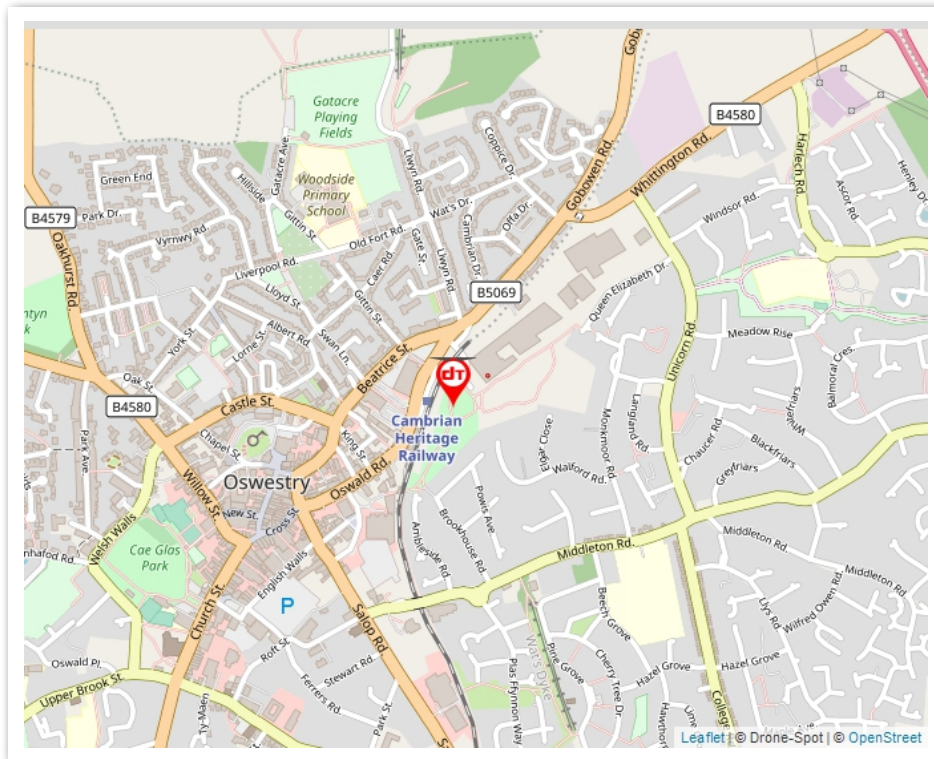 Gobowen Rd.
Gatacre
Playing
Fields
B4580
Coppice Dr.
Llwyn Rd.
Whittington Rd.
Harlech Rd.
Gatacre Ave.
Green End
Hillside
Woodside
Primary
School
Ascot Rd.
Henley Dr.
B4579
Park Dr.
Gittin St.
Wat's Dr.
Offa Dr.
Windsor Rd.
Vyrnwy Rd.
Old Fort Rd.
Cambrian Dr.
Gate St.
Oakhurst Rd.
Liverpool Rd.
Caer Rd.
Llwyn Rd.
Queen Elizabeth Dr.
Lloyd St.
Gittin St.
B5069
Albert Rd
York St.
Lorne St.
Swan Ln.
Unicorn Rd
Meadow Rise
Beatrice St.
Balmoral Cres.
Oak St.
dT
B4580
Castle St.
Cambrian
Heritage
Railway
Langland Rd.
Monkmoor Rd.
Whitefriars
Chapel St.
King St.
Elgar Close
Chaucer Rd.
Blackfriars
Park Ave.
Oswald Rd.
Walford Rd.
Greyfriars
Willow St.
Oswestry
Powis Ave.
New St.
Cross St.
Brookhouse Rd.
Ambleside Rd.
Welsh Walls
Cae Glas
Park
Middleton Rd.
Middleton Rd.
Middleton Rd.
English Walls
P
Beech Grove
Llys Rd.
Wilfred Owen Rd.
Church St.
Salop Rd.
Roft St.
Wat's Dyke
Pine Grove
Oswald Pl.
Stewart Rd.
Cherry Tree Dr.
Hazel Grove
Hazel Grove
Upper Brook St.
Ferrers Rd.
Park St.
Ty-Maen
Plas Ffynnon Way
College
Leaflet | © Drone-Spot | © OpenStreet